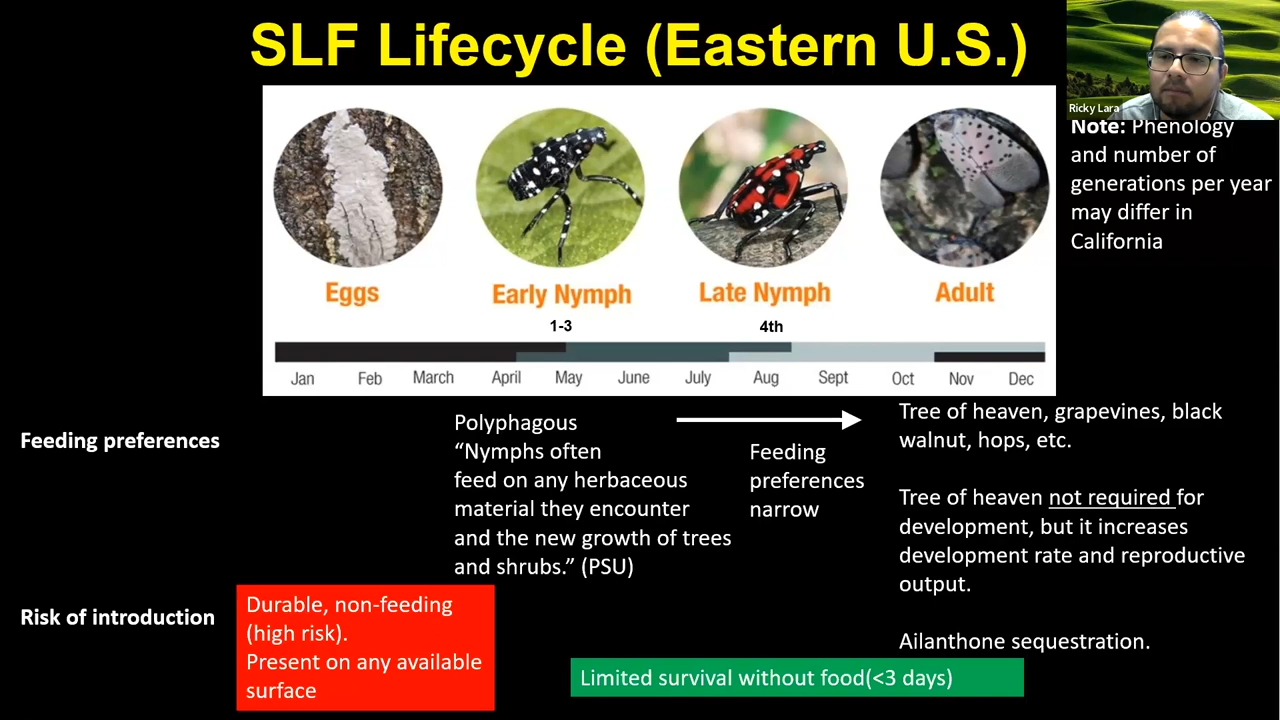 SLF Lifecycle (Eastern U.S.)
Ricky Lara
Note: Phenology
and number of
generations per year
may differ in
California
Eggs
Early Nymph
Late Nymph
Adult
1-3
4th
Jan Feb March April May June July Aug Sept Oct Nov Dec
Feeding preferences
Polyphagous
“Nymphs often
feed on any herbaceous
material they encounter
and the new growth of trees
and shrubs.” (PSU)
Feeding
preferences
narrow
Tree of heaven, grapevines, black
walnut, hops, etc.
Tree of heaven not required for
development, but it increases
development rate and reproductive
output.
Ailanthone sequestration.
Risk of introduction
Durable, non-feeding
(high risk).
Present on any available
surface
Limited survival without food(<3 days)